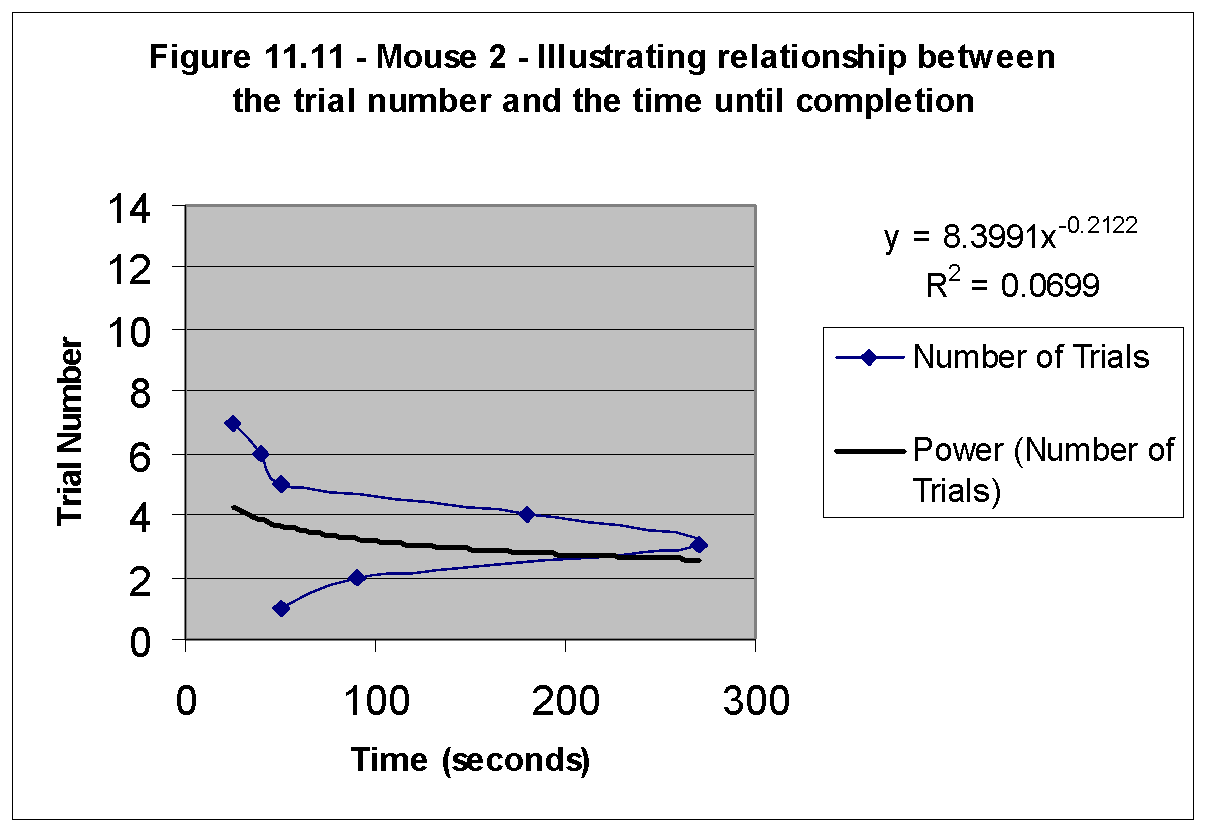 Figure 11.11 - Mouse 2 - Illustrating relationship between
the trial number and the time until completion
14
12
10
8
6
4
2
0
Trial Number
0 100 200 300
Time (seconds)
y = 8.3991x^-0.2122
R² = 0.0699
Number of Trials
Power (Number of
Trials)